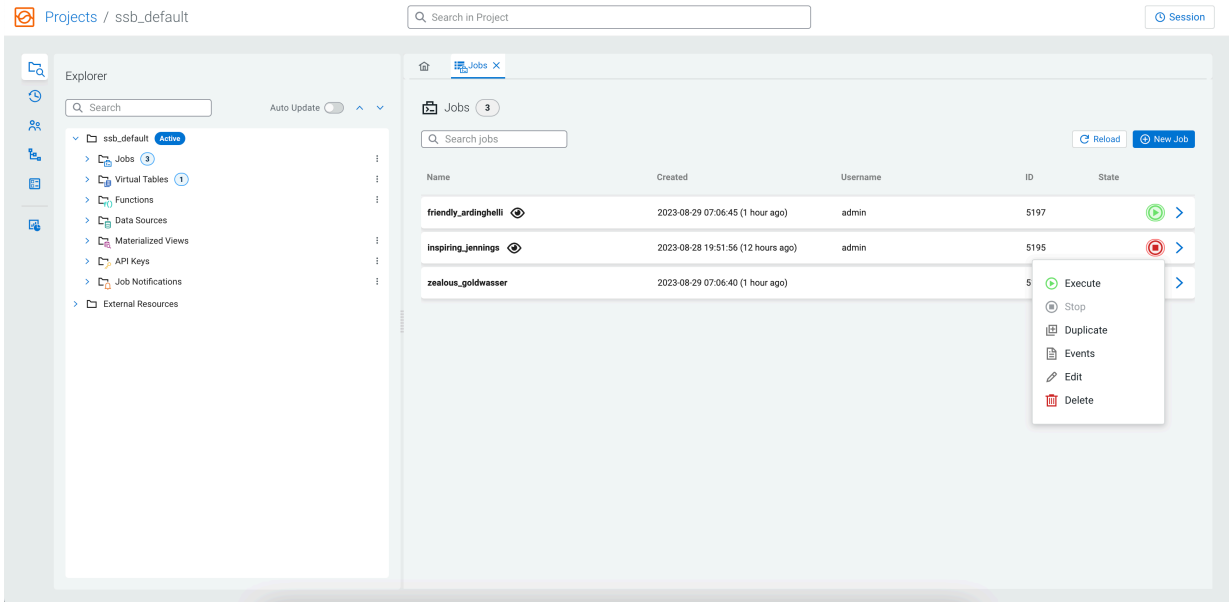 Projects / ssb_default
Search in Project
Session
Explorer
Search
Auto Update
ssb_default Active
Jobs 3
Virtual Tables 1
Functions
Data Sources
Materialized Views
API Keys
Job Notifications
External Resources
Jobs
Jobs 3
Search jobs
Reload
New Job
Name Created Username ID State
friendly_ardinghelli 2023-08-29 07:06:45 (1 hour ago) admin 5197
inspiring_jennings 2023-08-28 19:51:56 (12 hours ago) admin 5195
zealous_goldwasser 2023-08-29 07:06:40 (1 hour ago)
Execute
Stop
Duplicate
Events
Edit
Delete